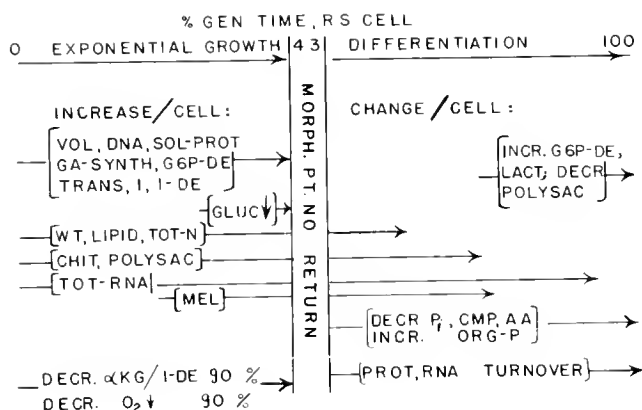 % GEN TIME, RS CELL
0 EXPONENTIAL GROWTH 43 DIFFERENTIATION 100
INCREASE/CELL:
VOL, DNA, SOL-PROT
GA-SYNTH, G6P-DE
TRANS, I, I-DE
GLUC↓
WT, LIPID, TOT-N
CHIT, POLYSAC
TOT-RNA
MEL
DECR. αKG/I-DE 90 %
DECR. O₂↓ 90 %
MORPH. PT. NO RETURN
CHANGE/CELL:
INCR. G6P-DE,
LACT; DECR
POLYSAC
DECR Pi, CMP, AA
INCR. ORG-P
PROT, RNA TURNOVER